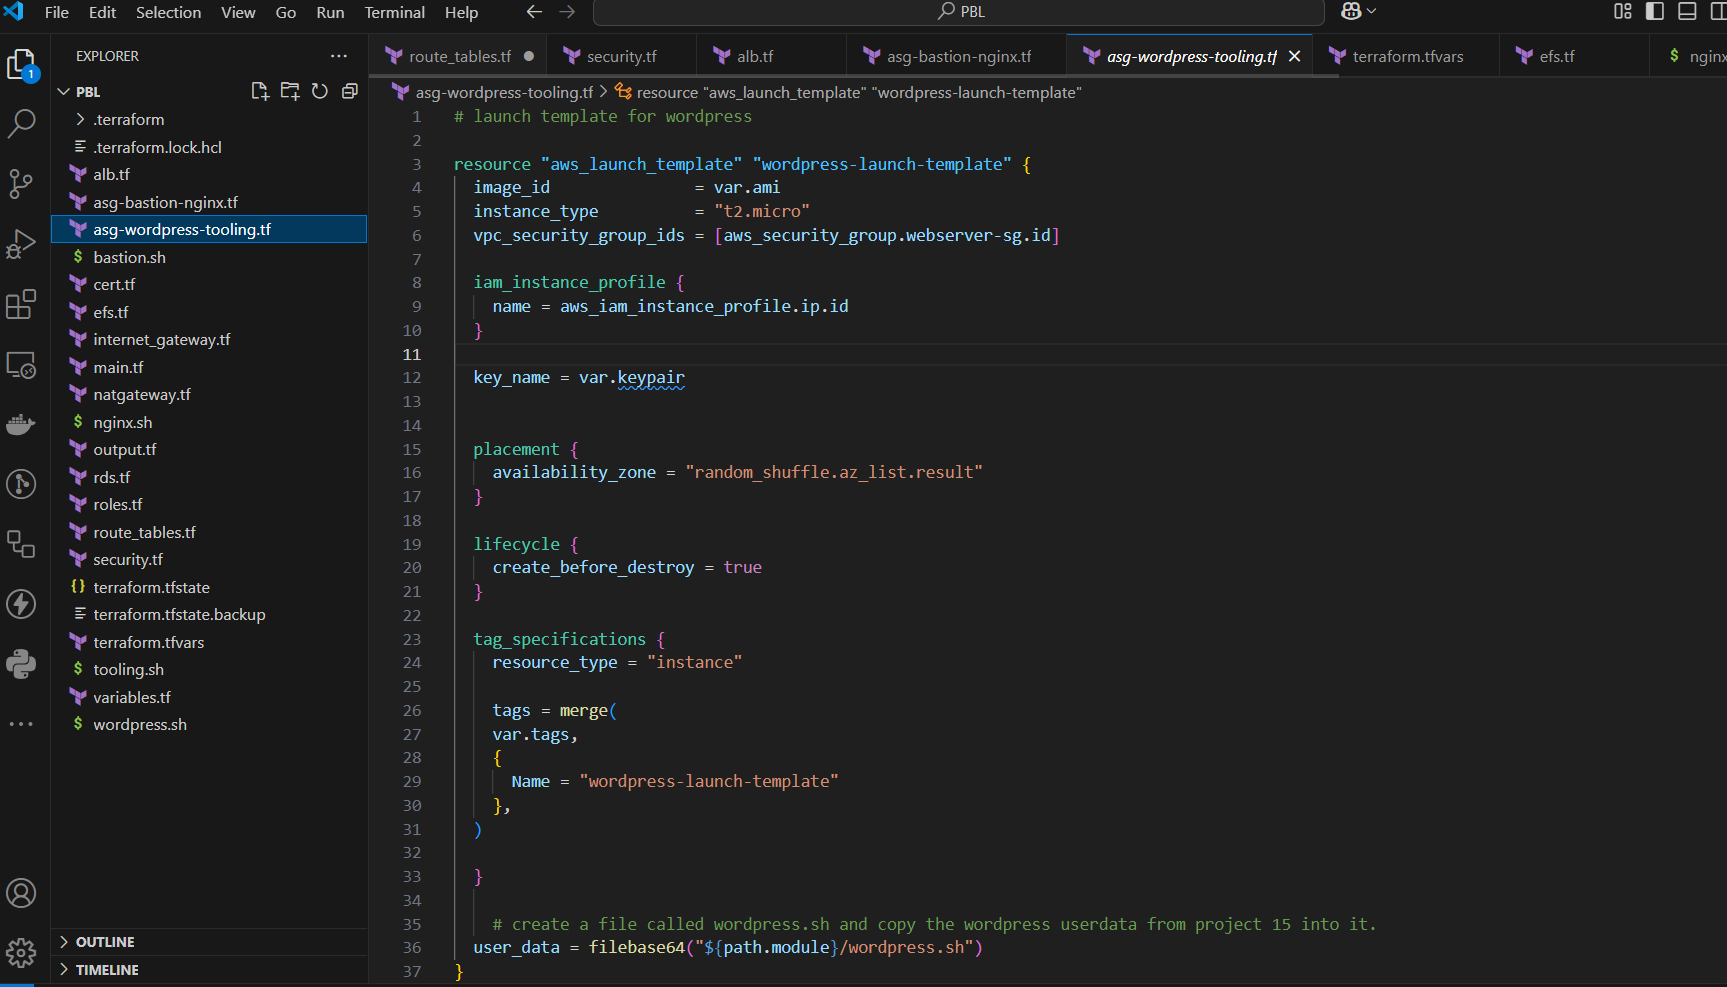 File Edit Selection View Go Run Terminal Help PBL
EXPLORER
route_tables.tf security.tf alb.tf asg-bastion-nginx.tf asg-wordpress-tooling.tf terraform.tfvars efs.tf $ nginx
1
PBL
.terraform
.terraform.lock.hcl
alb.tf
asg-bastion-nginx.tf
asg-wordpress-tooling.tf
$ bastion.sh
cert.tf
efs.tf
internet_gateway.tf
main.tf
natgateway.tf
$ nginx.sh
output.tf
rds.tf
roles.tf
route_tables.tf
security.tf
{} terraform.tfstate
terraform.tfstate.backup
terraform.tfvars
$ tooling.sh
variables.tf
$ wordpress.sh
OUTLINE
TIMELINE
asg-wordpress-tooling.tf > resource "aws_launch_template" "wordpress-launch-template"
1 # launch template for wordpress
2
3 resource "aws_launch_template" "wordpress-launch-template" {
4 image_id = var.ami
5 instance_type = "t2.micro"
6 vpc_security_group_ids = [aws_security_group.webserver-sg.id]
7
8 iam_instance_profile {
9 name = aws_iam_instance_profile.ip.id
10 }
11
12 key_name = var.keypair
13
14
15 placement {
16 availability_zone = "random_shuffle.az_list.result"
17 }
18
19 lifecycle {
20 create_before_destroy = true
21 }
22
23 tag_specifications {
24 resource_type = "instance"
25
26 tags = merge(
27 var.tags,
28 {
29 Name = "wordpress-launch-template"
30 },
31 )
32
33 }
34
35 # create a file called wordpress.sh and copy the wordpress userdata from project 15 into it.
36 user_data = filebase64("${path.module}/wordpress.sh")
37 }